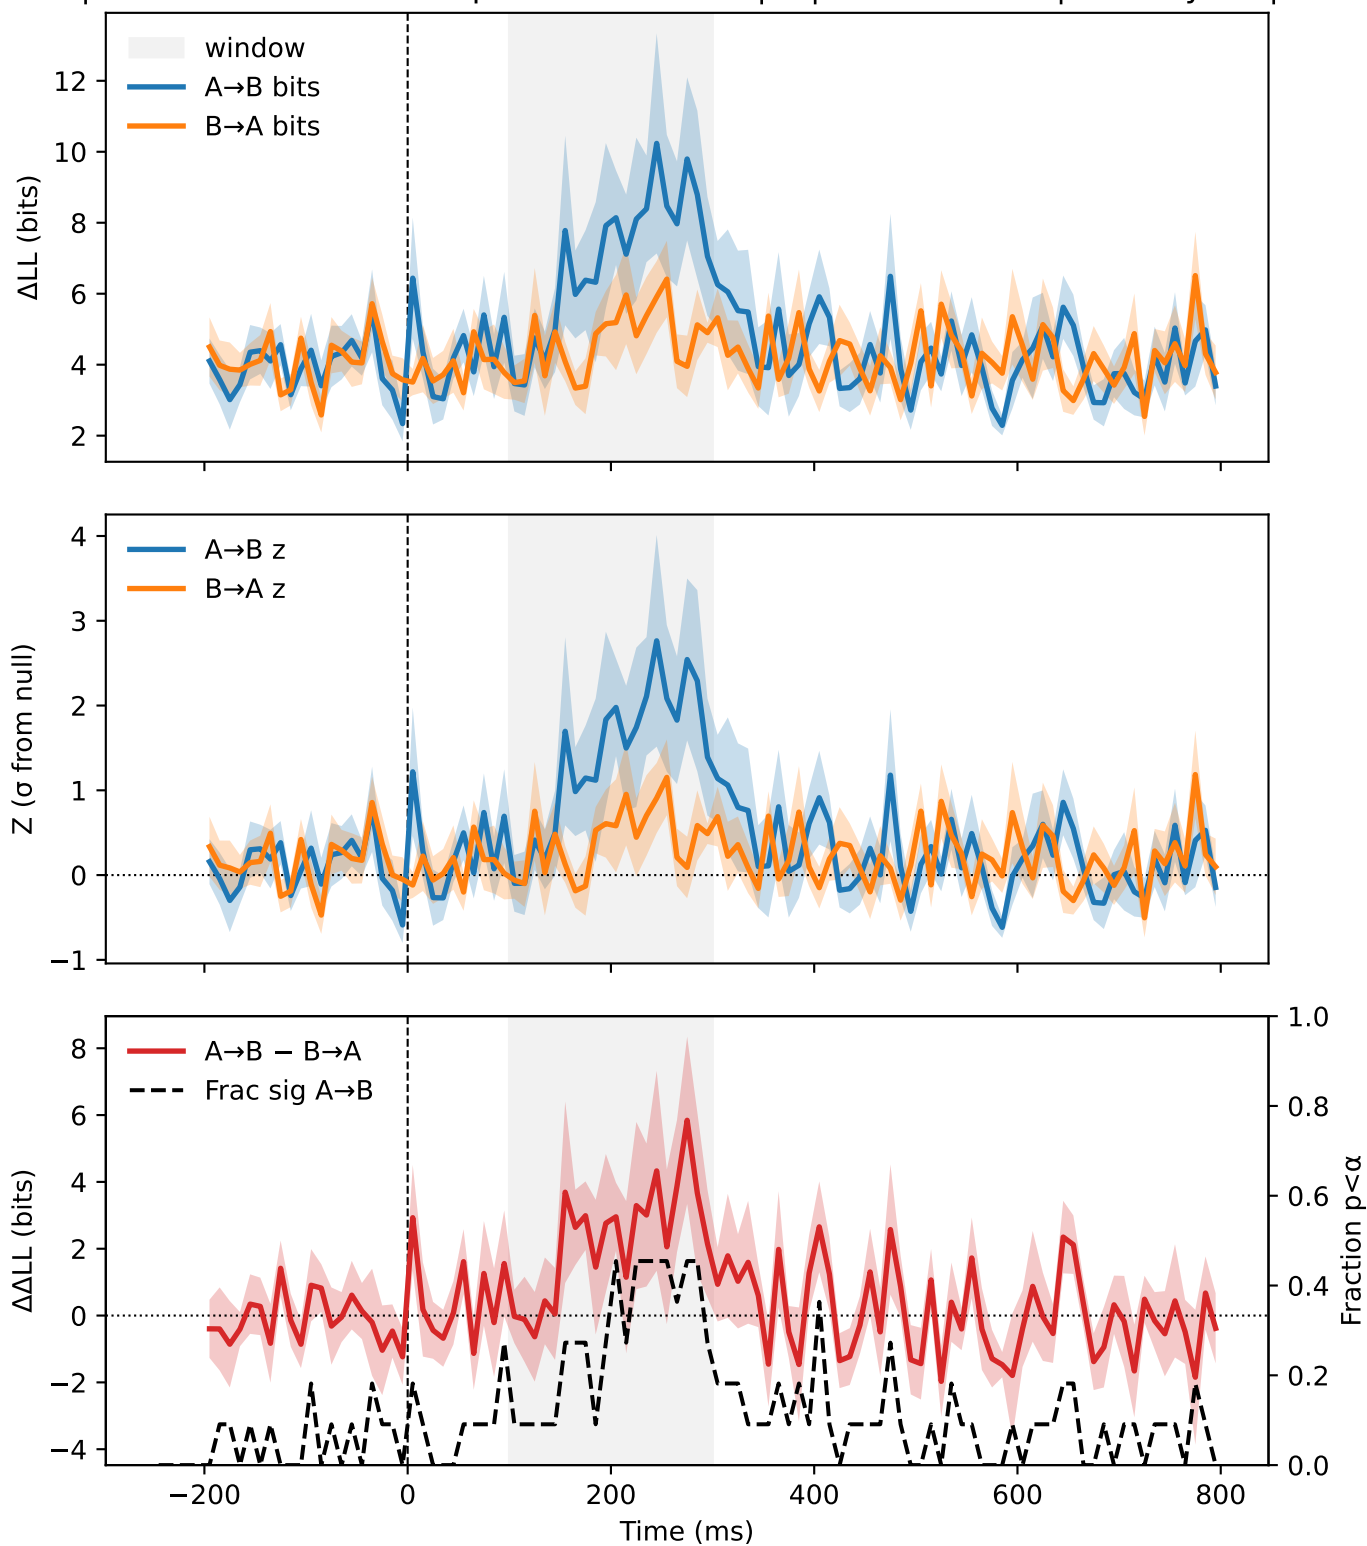 window
A→B bits
B→A bits
ΔLL (bits)
12
10
8
6
4
2
A→B z
B→A z
Z (σ from null)
4
3
2
1
0
−1
A→B − B→A
Frac sig A→B
ΔΔLL (bits)
8
6
4
2
0
−2
−4
1.0
0.8
0.6
0.4
0.2
0.0
Fraction p<α
−200
0
200
400
600
800
Time (ms)